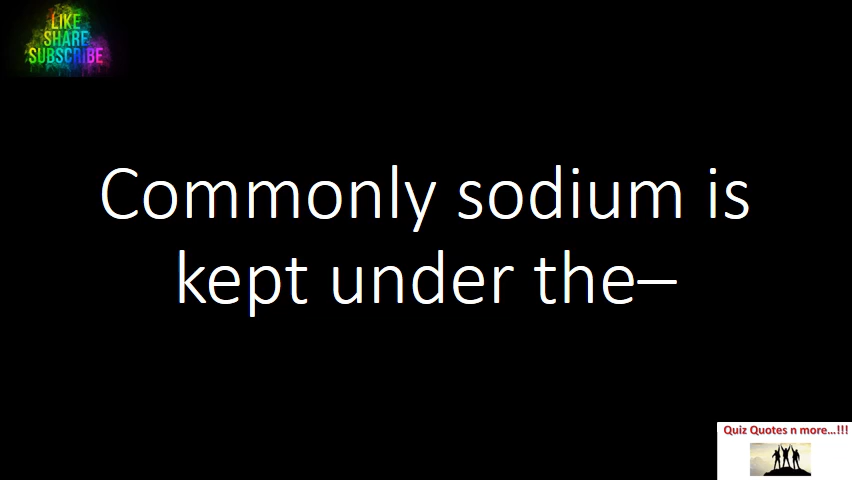 LIKE
SHARE
SUBSCRIBE
Commonly sodium is
kept under the–
Quiz Quotes n more...!!!